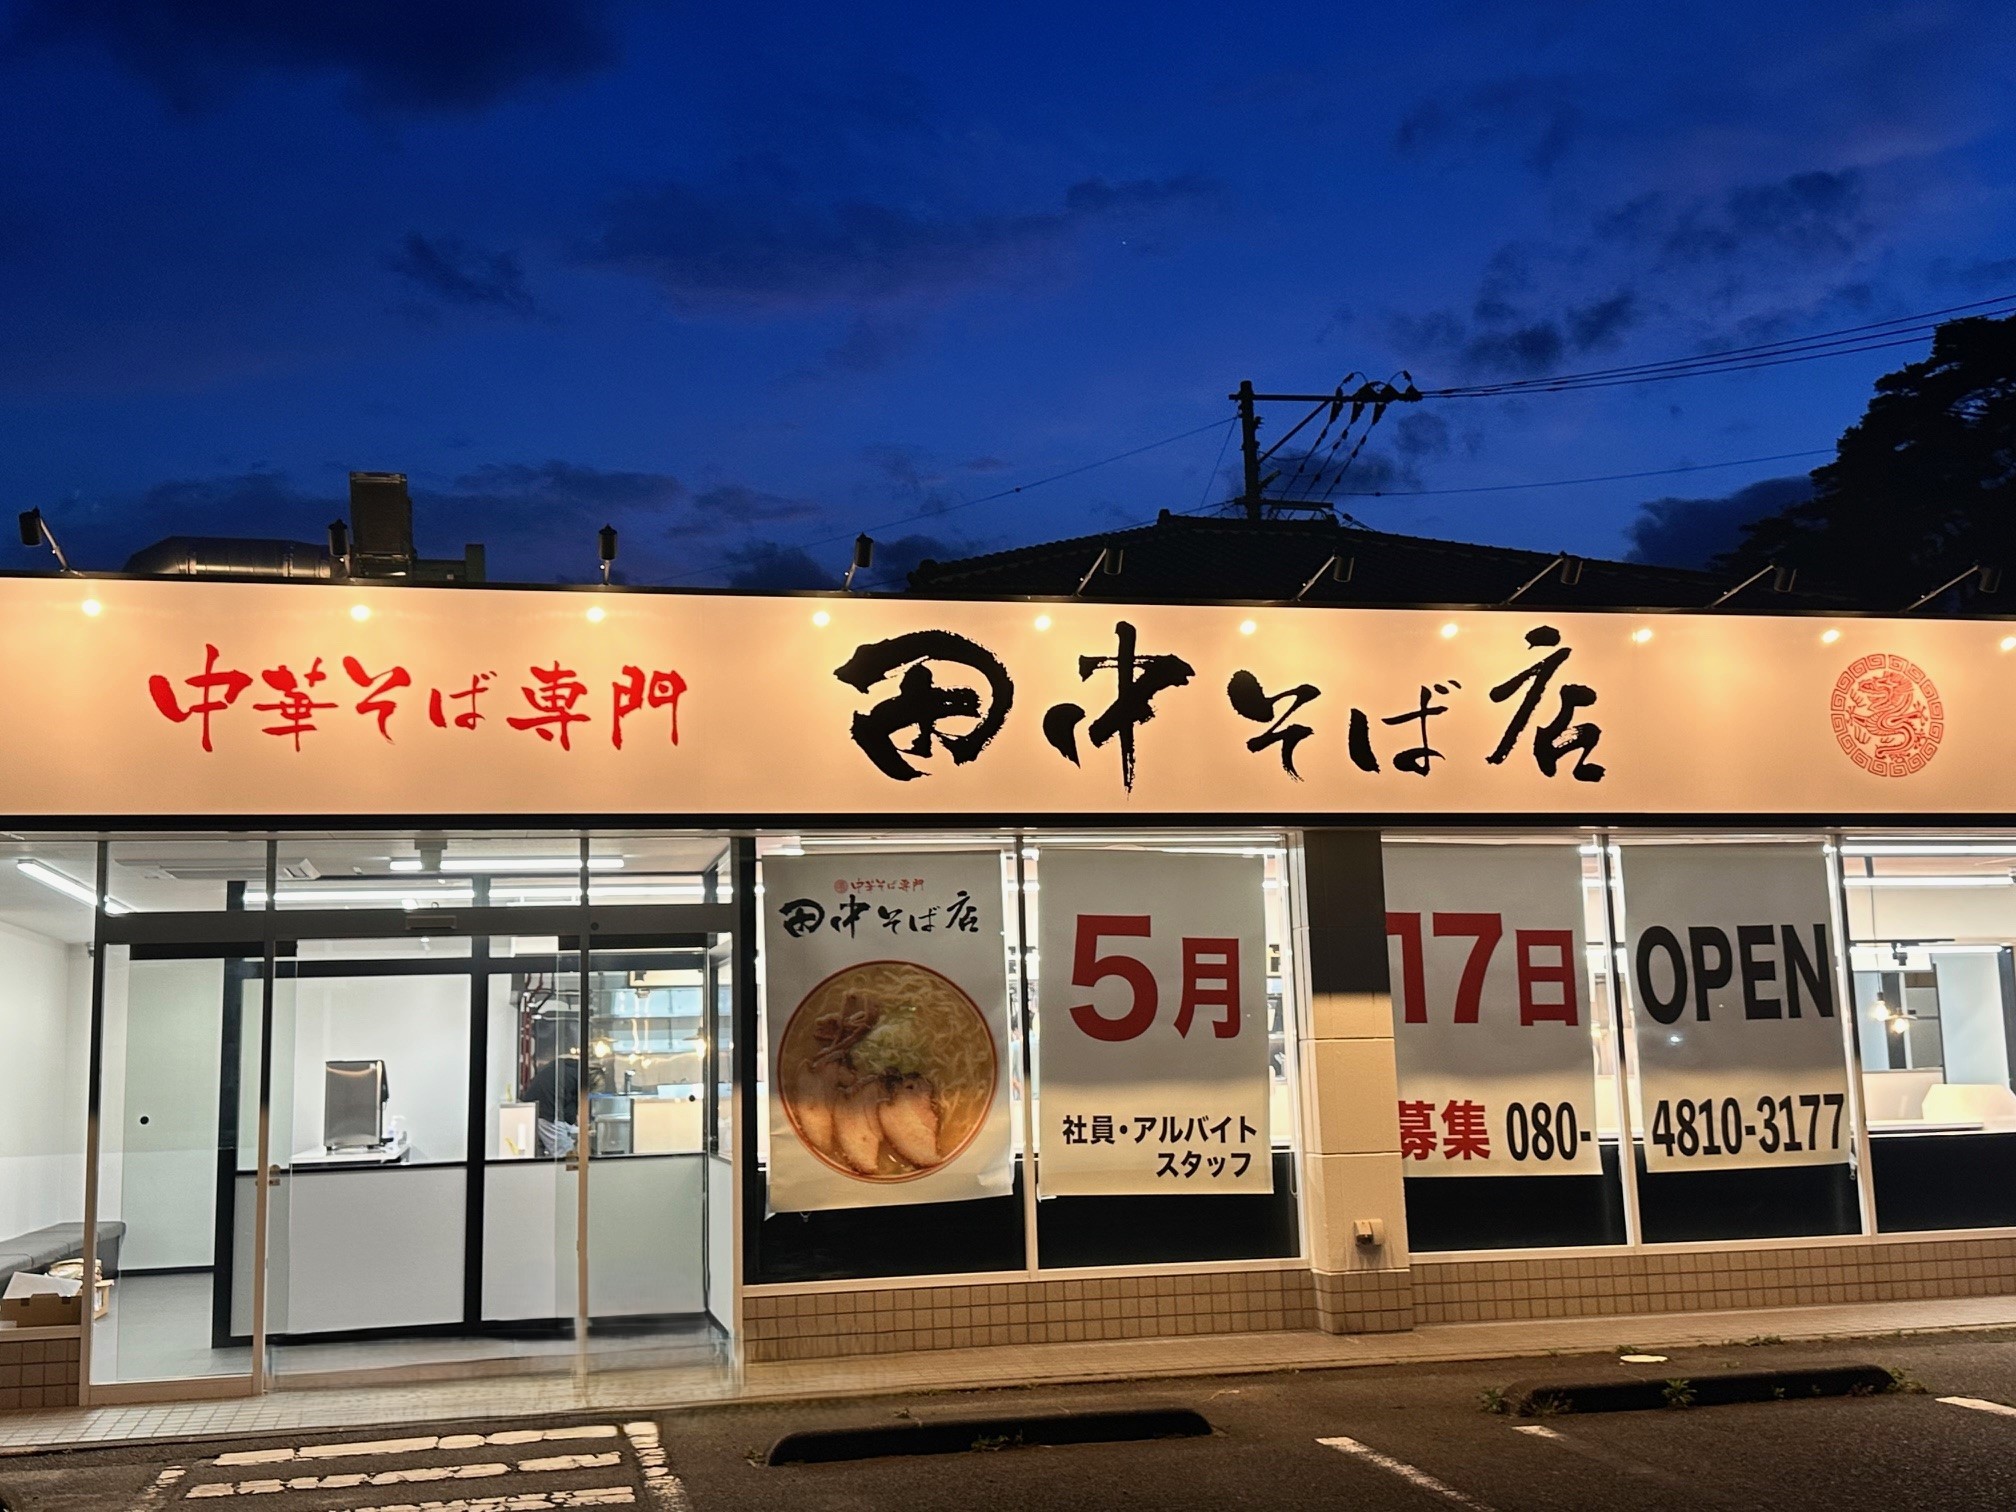 中華そば専門 田中そば店
中華そば専門
田中そば店
5月 17日 OPEN
社員・アルバイト
スタッフ
募集 080-4810-3177